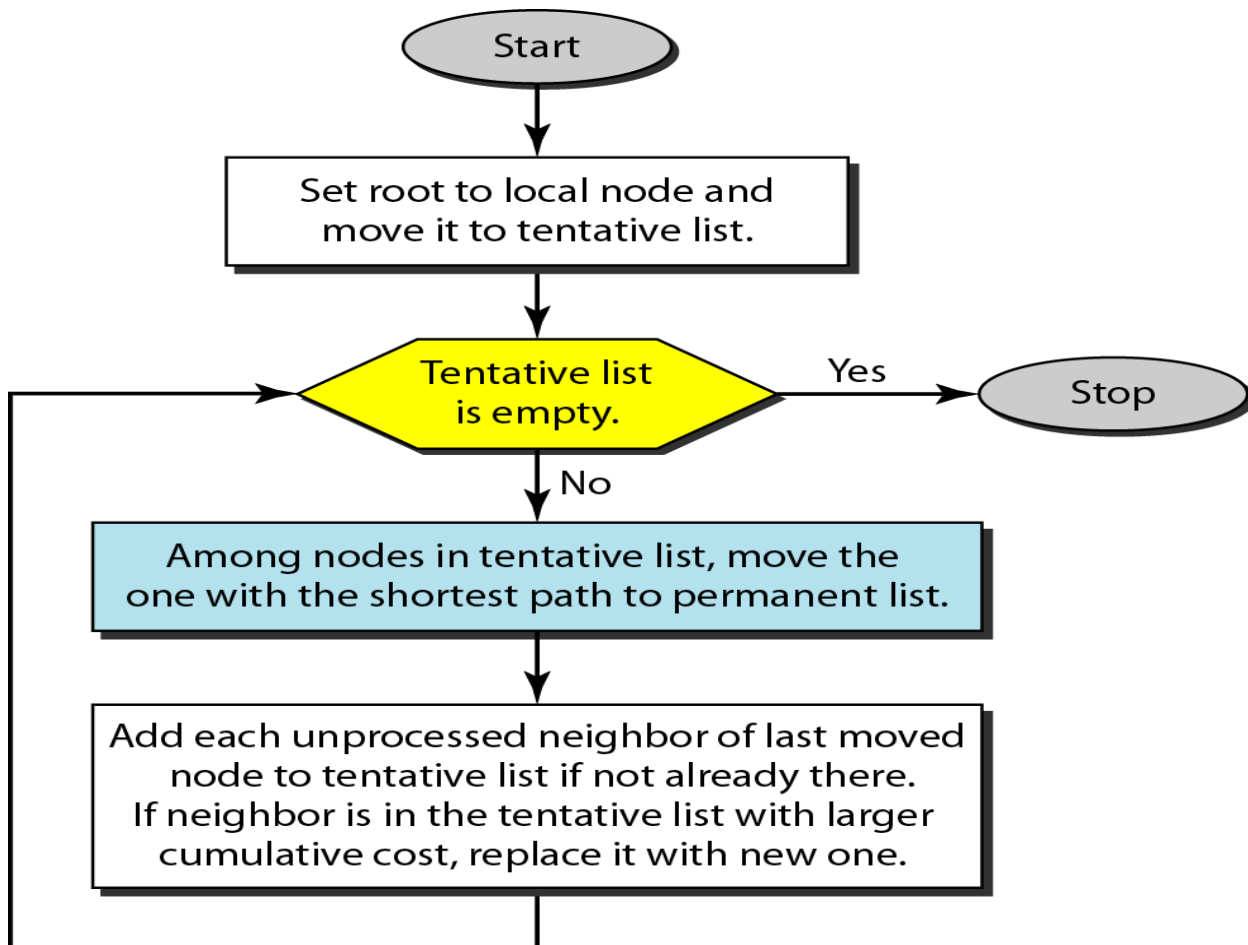 Start
Set root to local node and
move it to tentative list.
Tentative list
is empty.
Yes
Stop
No
Among nodes in tentative list, move the
one with the shortest path to permanent list.
Add each unprocessed neighbor of last moved
node to tentative list if not already there.
If neighbor is in the tentative list with larger
cumulative cost, replace it with new one.